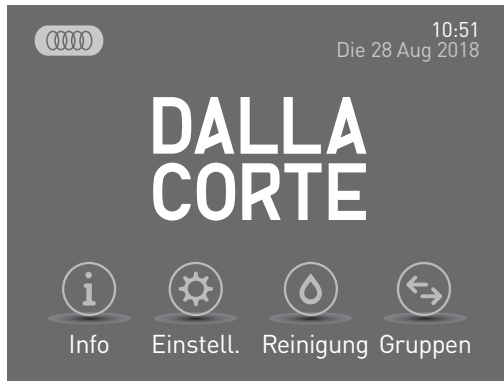 10:51
Die 28 Aug 2018
DALLA
CORTE
Info Einstell. Reinigung Gruppen